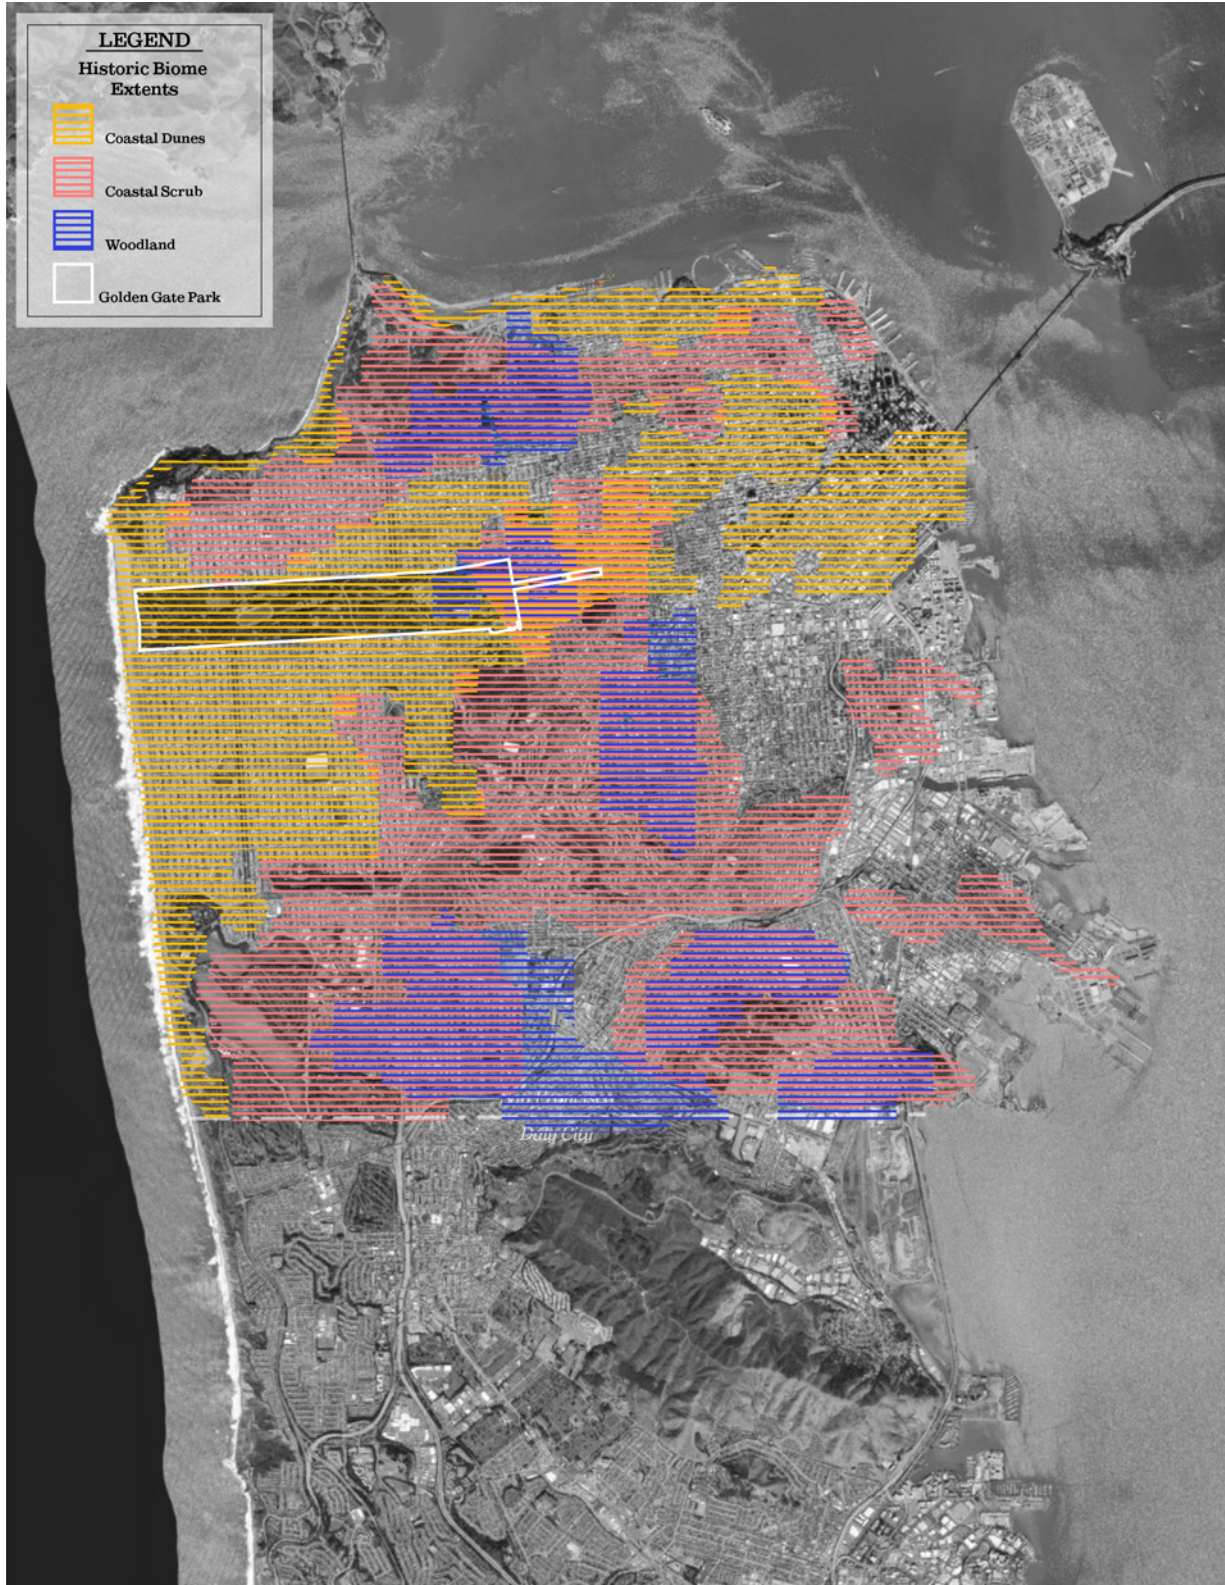 LEGEND
Historic Biome
Extents
Coastal Dunes
Coastal Scrub
Woodland
Golden Gate Park
Daly City